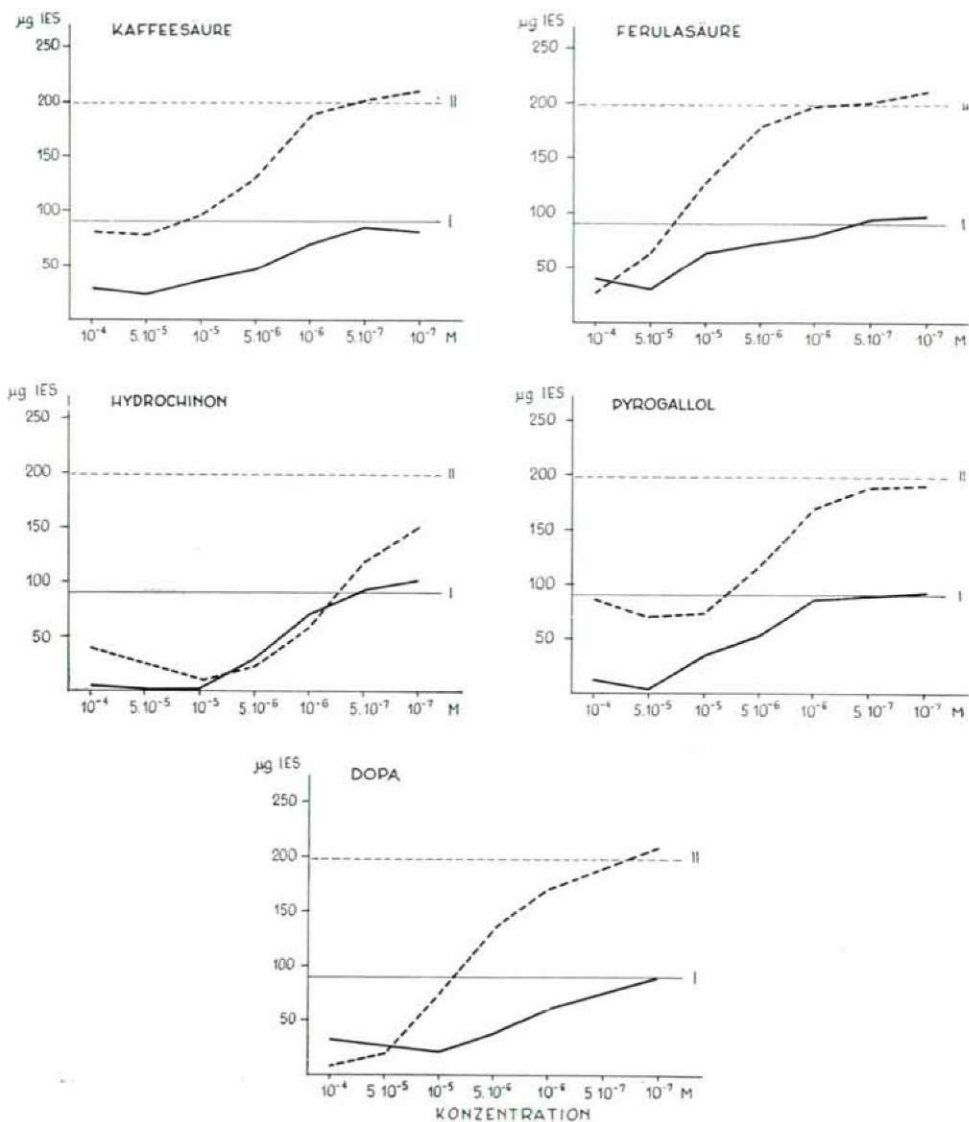 µg IES
KAFFEESÄURE
250
200
II
150
100
I
50
10⁻⁴ 5.10⁻⁵ 10⁻⁵ 5.10⁻⁶ 10⁻⁶ 5.10⁻⁷ 10⁻⁷ M
µg IES
FERULASÄURE
250
200
II
150
100
I
50
10⁻⁴ 5.10⁻⁵ 10⁻⁵ 5.10⁻⁶ 10⁻⁶ 5.10⁻⁷ 10⁻⁷ M
µg IES
HYDROCHINON
250
200
II
150
100
I
50
10⁻⁴ 5.10⁻⁵ 10⁻⁵ 5.10⁻⁶ 10⁻⁶ 5.10⁻⁷ 10⁻⁷ M
µg IES
PYROGALLOL
250
200
II
150
100
I
50
10⁻⁴ 5.10⁻⁵ 10⁻⁵ 5.10⁻⁶ 10⁻⁶ 5.10⁻⁷ 10⁻⁷ M
µg IES
DOPA
250
200
II
150
100
I
50
10⁻⁴ 5 10⁻⁵ 10⁻⁵ 5.10⁻⁶ 10⁻⁶ 5 10⁻⁷ 10⁻⁷ M
KONZENTRATION